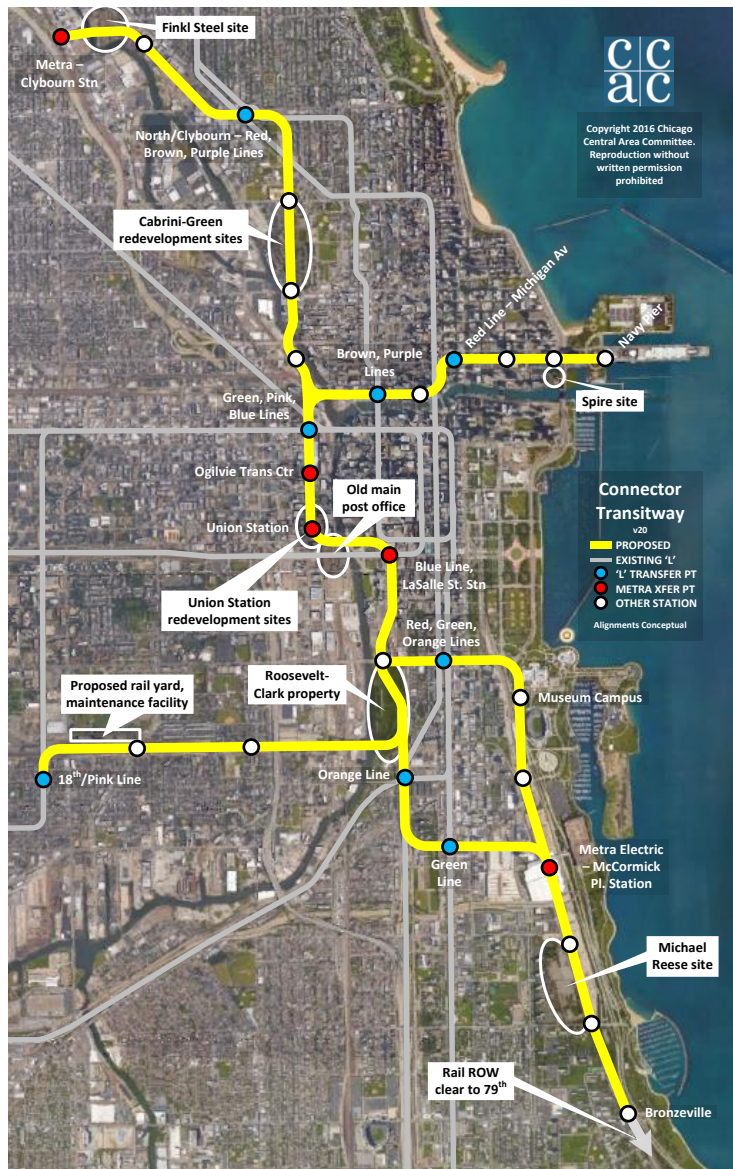 Finkl Steel site
Metra –
Clybourn Stn
cc
ac
Copyright 2016 Chicago
Central Area Committee.
Reproduction without
written permission
prohibited
North/Clybourn – Red,
Brown, Purple Lines
Cabrini-Green
redevelopment sites
Red Line – Michigan Av
Navy Pier
Brown, Purple
Lines
Spire site
Green, Pink,
Blue Lines
Ogilvie Trans Ctr
Old main
post office
Union Station
Connector
Transitway
v20
PROPOSED
EXISTING ‘L’
‘L’ TRANSFER PT
METRA XFER PT
OTHER STATION
Alignments Conceptual
Blue Line,
LaSalle St. Stn
Union Station
redevelopment sites
Red, Green,
Orange Lines
Roosevelt-
Clark property
Proposed rail yard,
maintenance facility
Museum Campus
18th/Pink Line
Orange Line
Green
Line
Metra Electric
– McCormick
Pl. Station
Michael
Reese site
Rail ROW
clear to 79th
Bronzeville